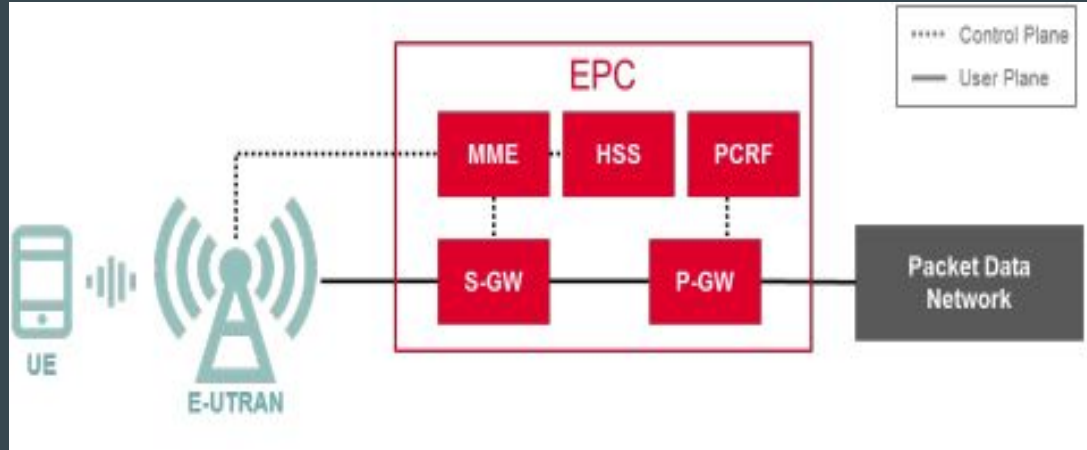 Control Plane
User Plane
EPC
MME
HSS
PCRF
S-GW
P-GW
Packet Data
Network
UE
E-UTRAN